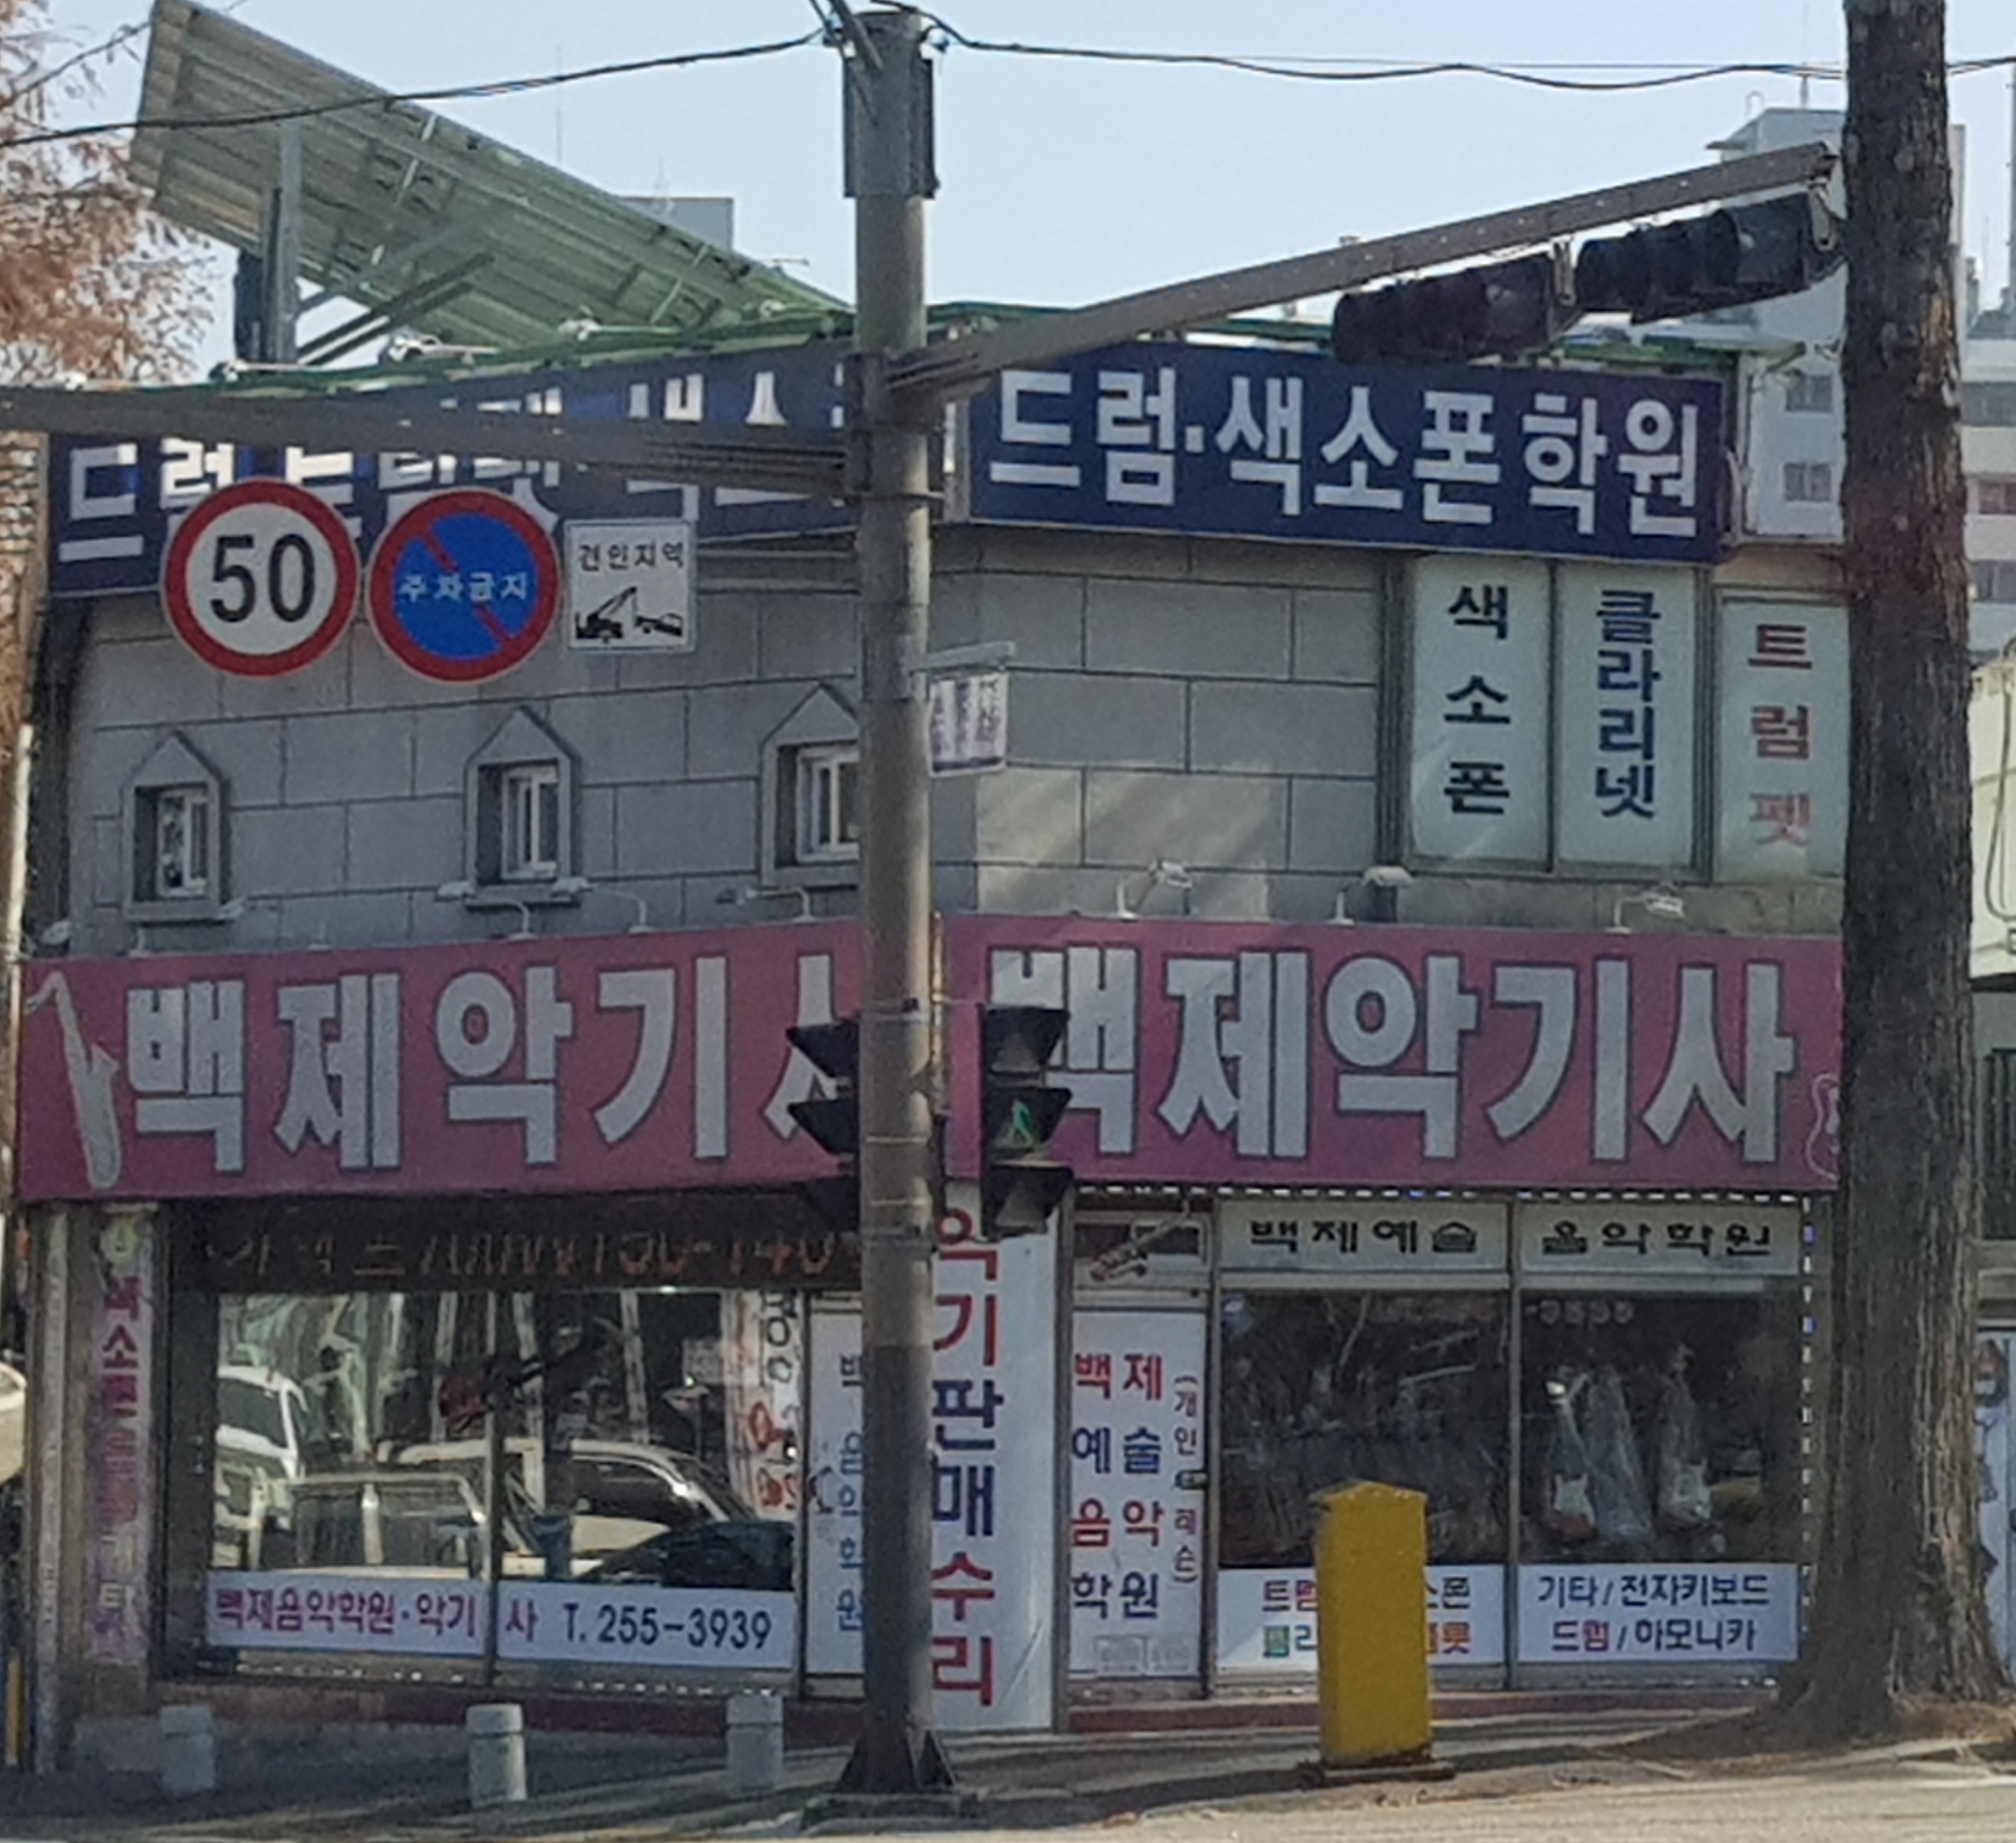 드럼·색소폰학원
드럼
50
주차금지
견인지역
색소폰
클라리넷
트럼펫
백제악기
백제악기사
백제예술 음악학원
악기판매수리
백제
예술
음악
학원
(개인레슨)
백제음악학원·악기사 T. 255-3939
기타/전자키보드
드럼/하모니카